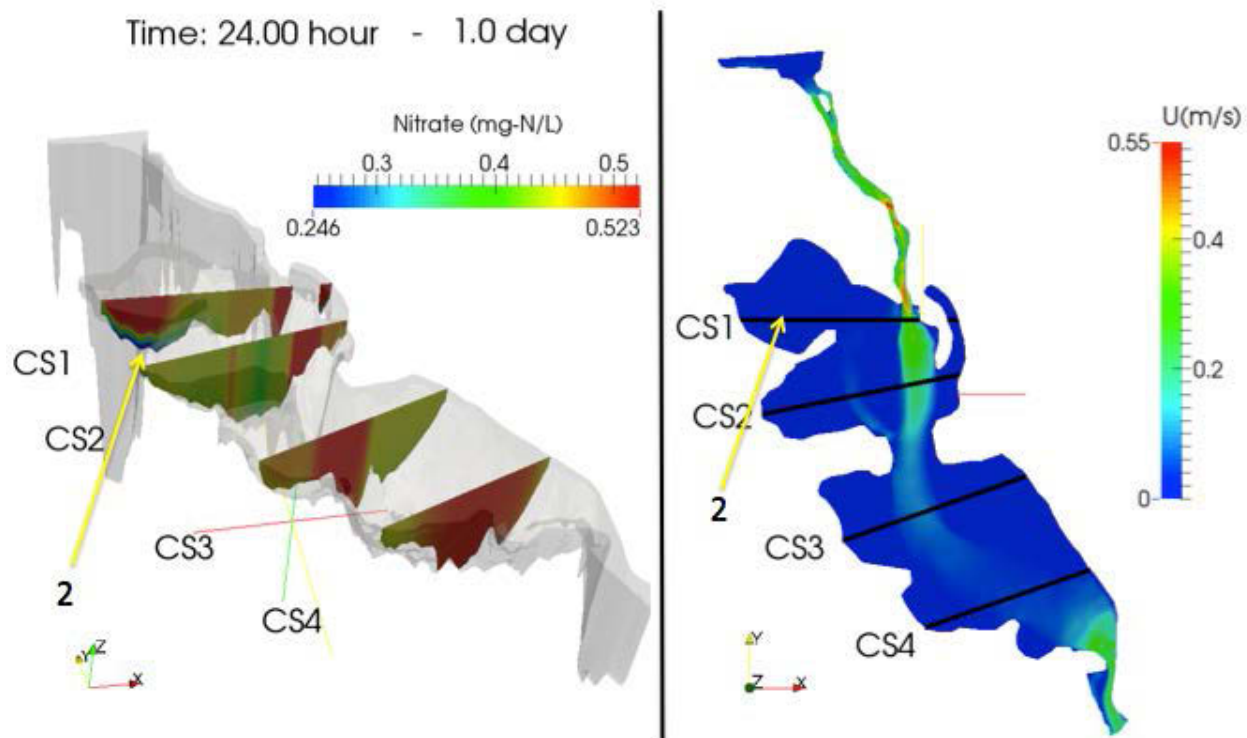 Time: 24.00 hour - 1.0 day
Nitrate (mg-N/L)
0.3 0.4 0.5
0.246 0.523
CS1
CS2
CS3
CS4
2
Y Z X
U(m/s)
0.55
0.4
0.2
0
CS1
CS2
2
CS3
CS4
Y
Z X